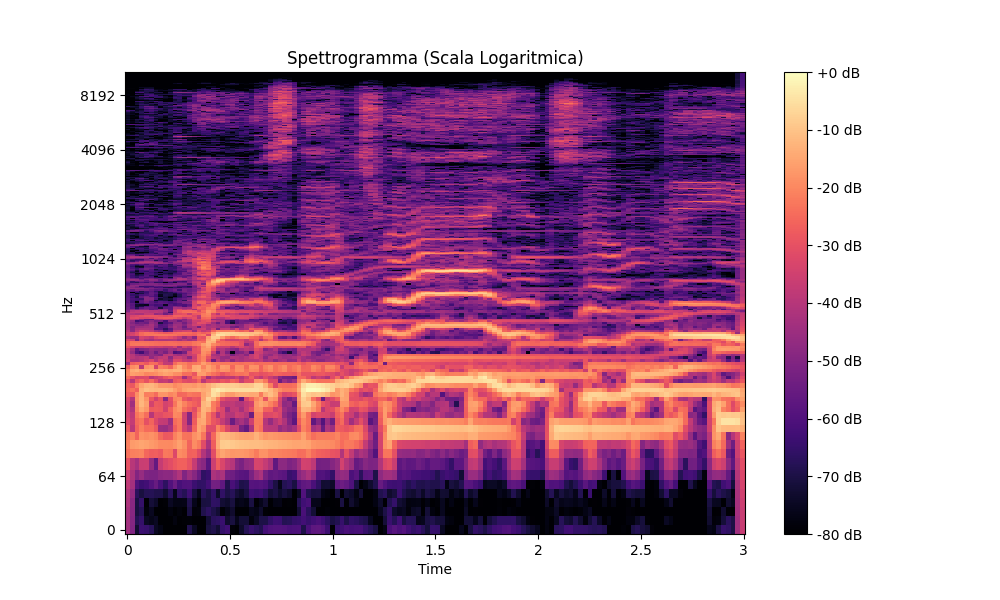 Spettrogramma (Scala Logaritmica)
8192
4096
2048
1024
512
256
128
64
0
Hz
0
0.5
1
1.5
2
2.5
3
Time
+0 dB
-10 dB
-20 dB
-30 dB
-40 dB
-50 dB
-60 dB
-70 dB
-80 dB